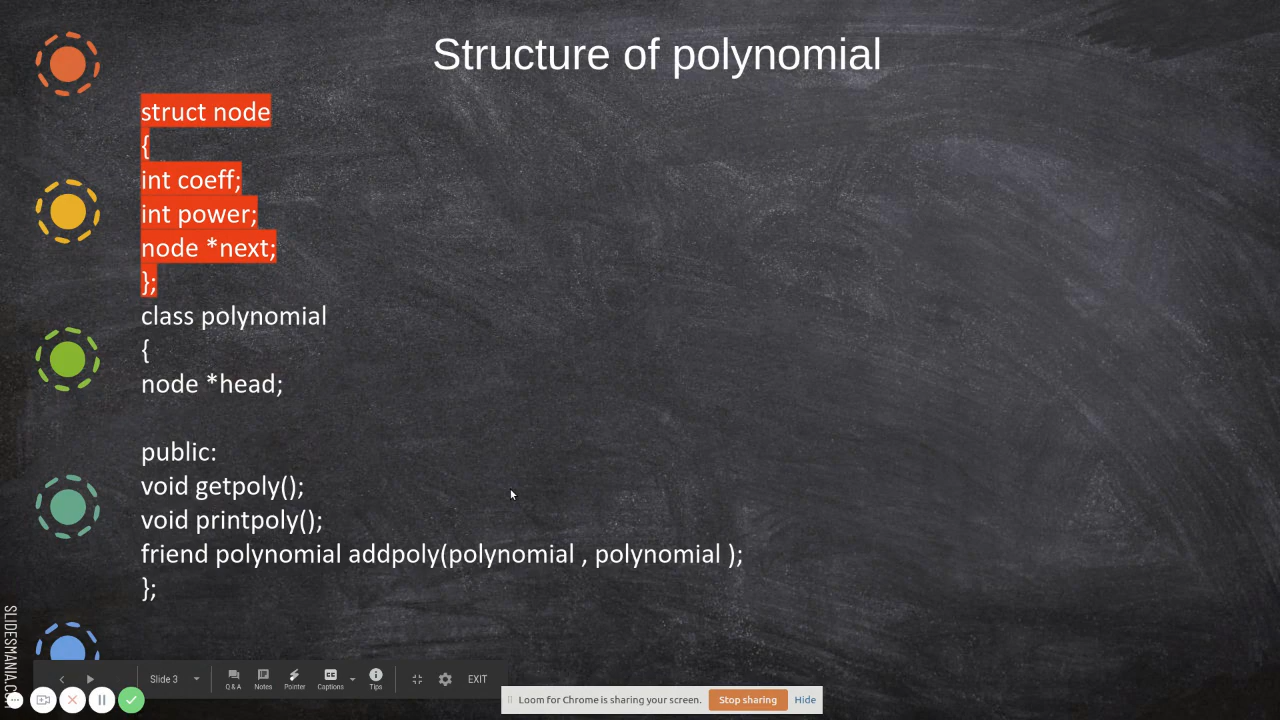 Structure of polynomial
struct node
{
int coeff;
int power;
node *next;
};
class polynomial
{
node *head;
public:
void getpoly();
void printpoly();
friend polynomial addpoly(polynomial , polynomial );
};
SLIDESMANIA.CO
Slide 3
Q & A
Notes
Pointer
CC
Captions
Tips
EXIT
Loom for Chrome is sharing your screen.
Stop sharing
Hide